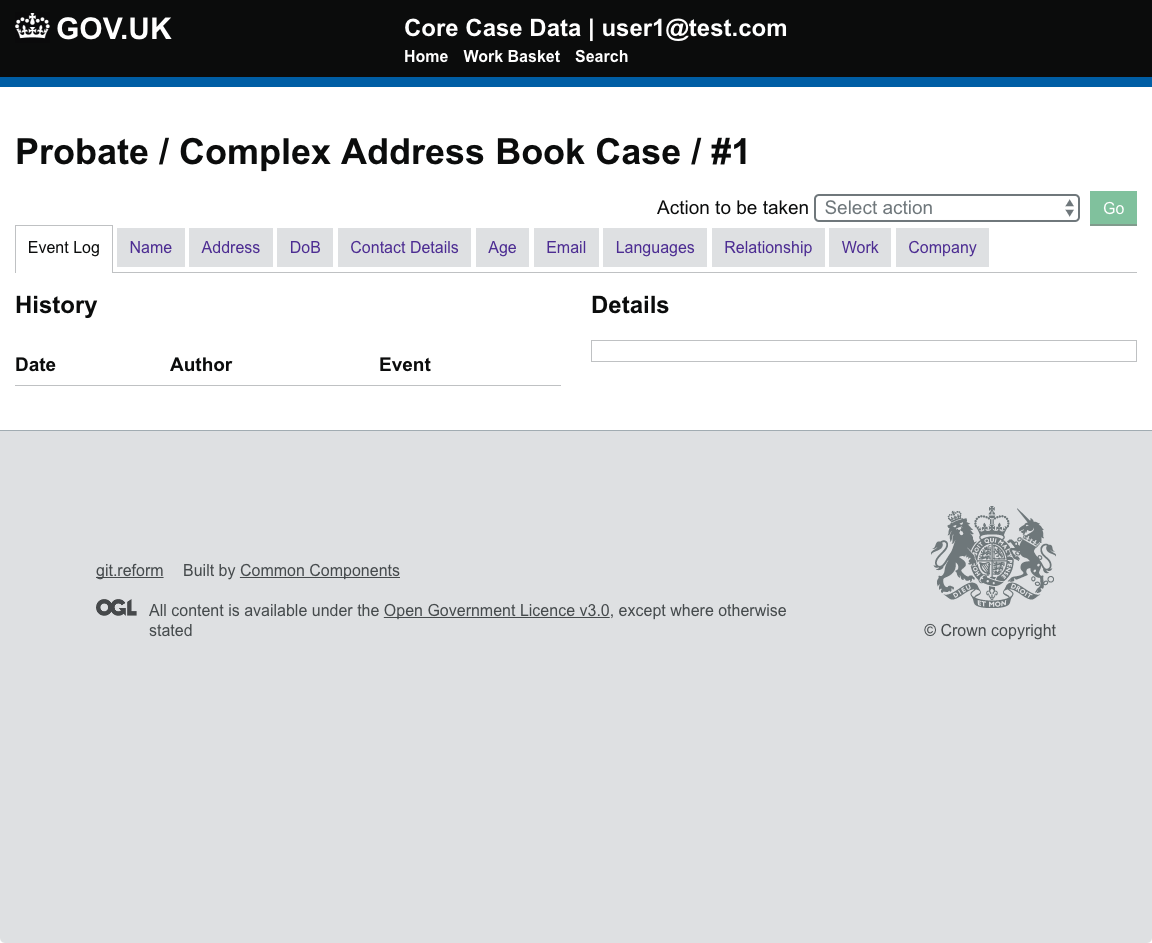 GOV.UK
Core Case Data | user1@test.com
Home Work Basket Search
Probate / Complex Address Book Case / #1
Action to be taken Select action Go
Event Log Name Address DoB Contact Details Age Email Languages Relationship Work Company
History Details
Date Author Event
git.reform Built by Common Components
OGL All content is available under the Open Government Licence v3.0, except where otherwise
stated
DIEU ET MON DROIT
© Crown copyright